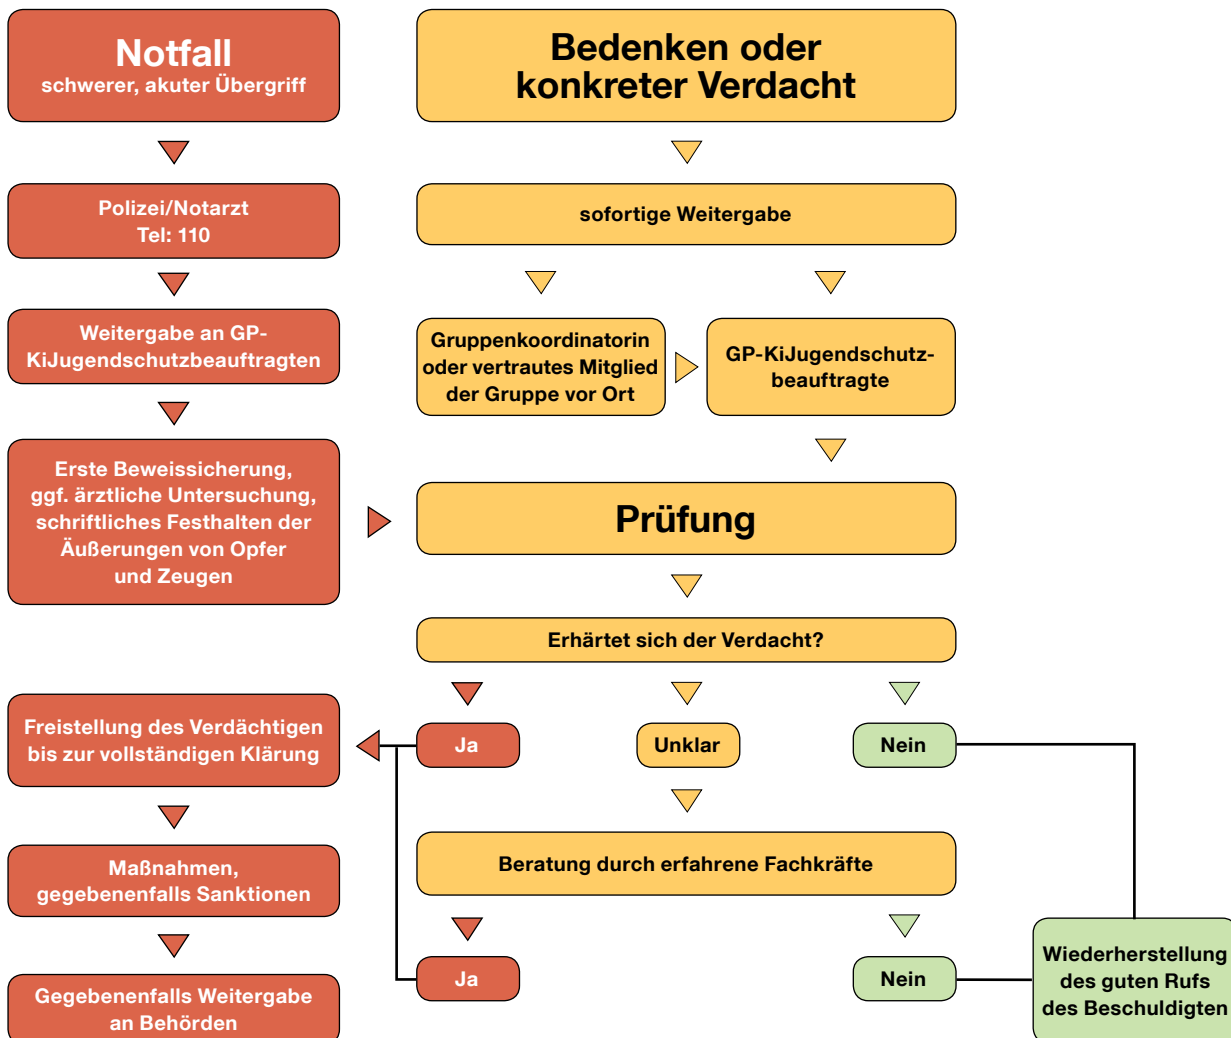 Notfall
schwerer, akuter Übergriff
Polizei/Notarzt
Tel: 110
Weitergabe an GP-
KiJugendschutzbeauftragten
Erste Beweissicherung,
ggf. ärztliche Untersuchung,
schriftliches Festhalten der
Äußerungen von Opfer
und Zeugen
Bedenken oder
konkreter Verdacht
sofortige Weitergabe
Gruppenkoordinatorin
oder vertrautes Mitglied
der Gruppe vor Ort
GP-KiJugendschutz-
beauftragte
Prüfung
Erhärtet sich der Verdacht?
Ja
Unklar
Nein
Freistellung des Verdächtigen
bis zur vollständigen Klärung
Maßnahmen,
gegebenenfalls Sanktionen
Gegebenenfalls Weitergabe
an Behörden
Beratung durch erfahrene Fachkräfte
Ja
Nein
Wiederherstellung
des guten Rufs
des Beschuldigten